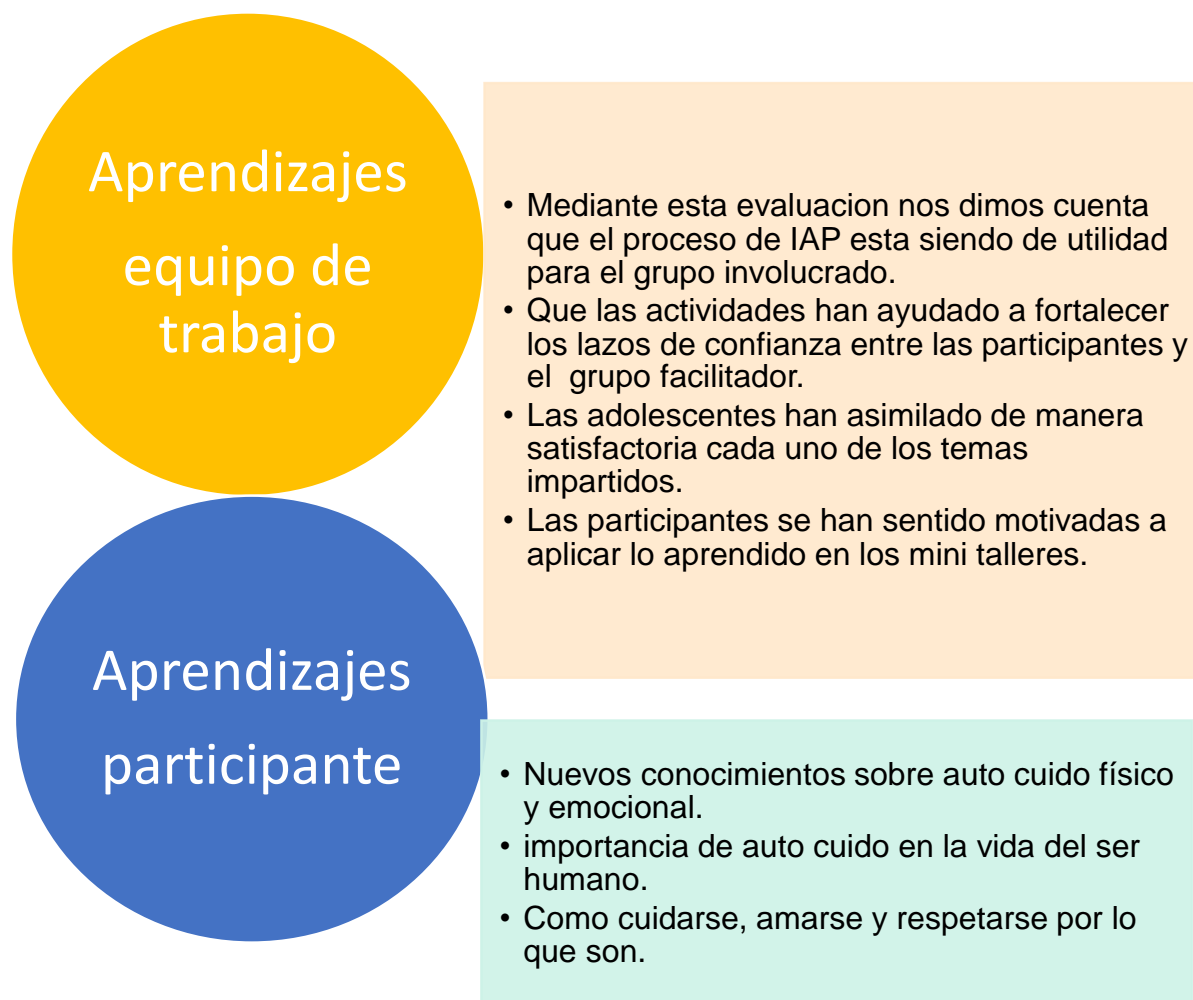 Aprendizajes
equipo de
trabajo
• Mediante esta evaluacion nos dimos cuenta
que el proceso de IAP esta siendo de utilidad
para el grupo involucrado.
• Que las actividades han ayudado a fortalecer
los lazos de confianza entre las participantes y
el  grupo facilitador.
• Las adolescentes han asimilado de manera
satisfactoria cada uno de los temas
impartidos.
• Las participantes se han sentido motivadas a
aplicar lo aprendido en los mini talleres.
Aprendizajes
participante
• Nuevos conocimientos sobre auto cuido físico
y emocional.
• importancia de auto cuido en la vida del ser
humano.
• Como cuidarse, amarse y respetarse por lo
que son.